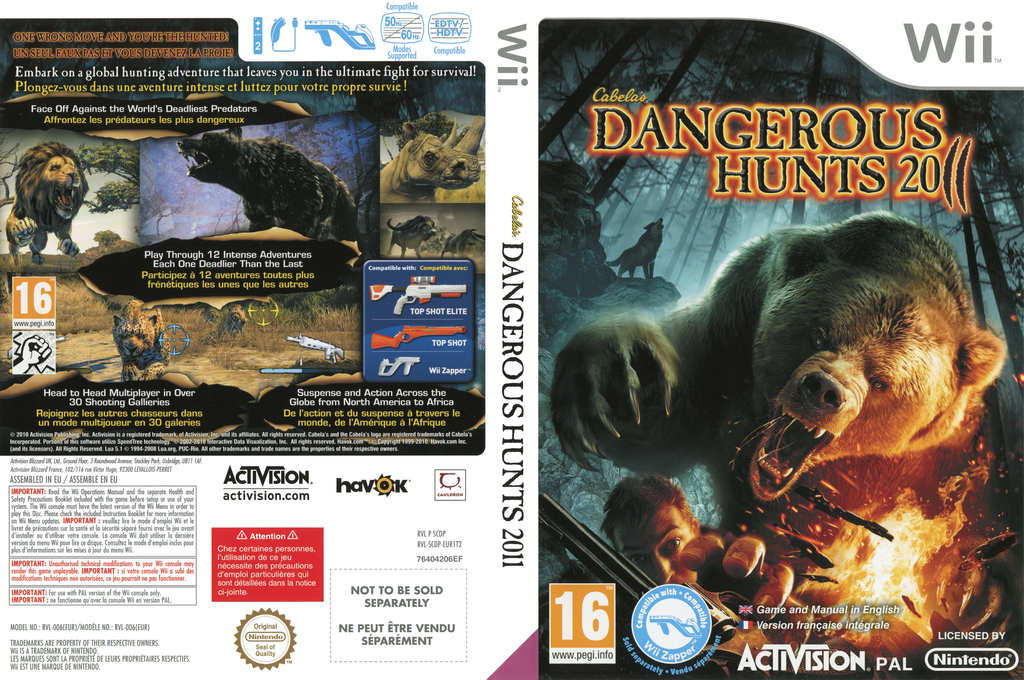 ONE WRONG MOVE AND YOU'RE THE HUNTED!
UN SEUL FAUX PAS ET VOUS DEVENEZ LA PROIE!
2
Compatible
50Hz
60Hz
Modes
Supported
EDTV/
HDTV
Compatible
Embark on a global hunting adventure that leaves you in the ultimate fight for survival!
Plongez-vous dans une aventure intense et luttez pour votre propre survie !
Face Off Against the World's Deadliest Predators
Affrontez les prédateurs les plus dangereux
Play Through 12 Intense Adventures
Each One Deadlier Than the Last
Participez à 12 aventures toutes plus
frénétiques les unes que les autres
Compatible with: Compatible avec:
TOP SHOT ELITE
TOP SHOT
Wii Zapper™
16
www.pegi.info
Head to Head Multiplayer in Over
30 Shooting Gallieries
Rejoignez les autres chasseurs dans
un mode multijoueur en 30 galeries
Suspense and Action Across the
Globe from North America to Africa
De l'action et du suspense à travers le
monde, de l'Amérique à l'Afrique
© 2010 Activision Publishing, Inc. Activision is a registered trademark of Activision, Inc. and its affiliates. All rights reserved. Cabela's and the Cabela's logo are registered trademarks of Cabela's
Incorporated. Portions of this software utilize SpeedTree technology © 2002-2010 Interactive Data Visualization, Inc. All rights reserved. Havok.com™ ©Copyright 1999-2010. Havok.com Inc.
(and its licensors). All Rights Reserved. Lua 5.1 © 1994-2008 Lua.org, PUC-Rio. All other trademarks and trade names are the properties of their respective owners.
Activision Blizzard UK, Ltd, Ground Floor, 3 Roundwood Avenue, Stockley Park, Uxbridge, UB11 1AF.
Activision Blizzard France, 102/116 rue Victor Hugo, 92300 LEVALLOIS-PERRET
ASSEMBLED IN EU / ASSEMBLE EN EU
IMPORTANT: Read the Wii Operations Manual and the separate Health and
Safety Precautions Booklet included with the game before setup or use of your
system. The Wii console must have the latest version of the Wii Menu in order to
play this Disc. Please check the included Instruction Booklet for more information
on Wii Menu updates. IMPORTANT : veuillez lire le mode d'emploi Wii et le
livret de précautions sur la santé et la sécurité séparé fourni avec le jeu avant
d'installer ou d'utiliser votre console. La console Wii doit utiliser la dernière
version du menu Wii pour lire ce disque. Consultez le mode d'emploi inclus pour
plus d'informations sur les mises à jour du menu Wii.
IMPORTANT: Unauthorised technical modifications to your Wii console may
render this game unplayable. IMPORTANT : si votre console Wii a subi des
modifications techniques non autorisées, ce jeu pourrait ne pas fonctionner.
IMPORTANT: For use with PAL version of the Wii console only.
IMPORTANT : ne fonctionne qu'avec la console Wii en version PAL.
MODEL NO.: RVL-006(EUR)/MODÈLE NO.: RVL-006(EUR)
TRADEMARKS ARE PROPERTY OF THEIR RESPECTIVE OWNERS.
Wii IS A TRADEMARK OF NINTENDO.
LES MARQUES SONT LA PROPRIÉTÉ DE LEURS PROPRIÉTAIRES RESPECTIFS.
Wii EST UNE MARQUE DE NINTENDO.
ACTIVISION.
activision.com
havok™
CAULDRON
Attention
Chez certaines personnes,
l'utilisation de ce jeu
nécessite des précautions
d'emploi particulières qui
sont détaillées dans la notice
ci-jointe.
Original
Nintendo
Seal of
Quality
TM
RVL P SCDP
RVL-SCDP-EUR1T2
76404206EF
NOT TO BE SOLD
SEPARATELY
NE PEUT ÊTRE VENDU
SÉPARÉMENT
Wii™
Cabela's DANGEROUS HUNTS 2011
Wii™
Cabela's
DANGEROUS
HUNTS 2011
16
www.pegi.info
Compatible with • Compatible avec
Wii Zapper™
Sold separately • Vendu séparément
Game and Manual in English
Version française intégrale
ACTIVISION. PAL
LICENSED BY
Nintendo